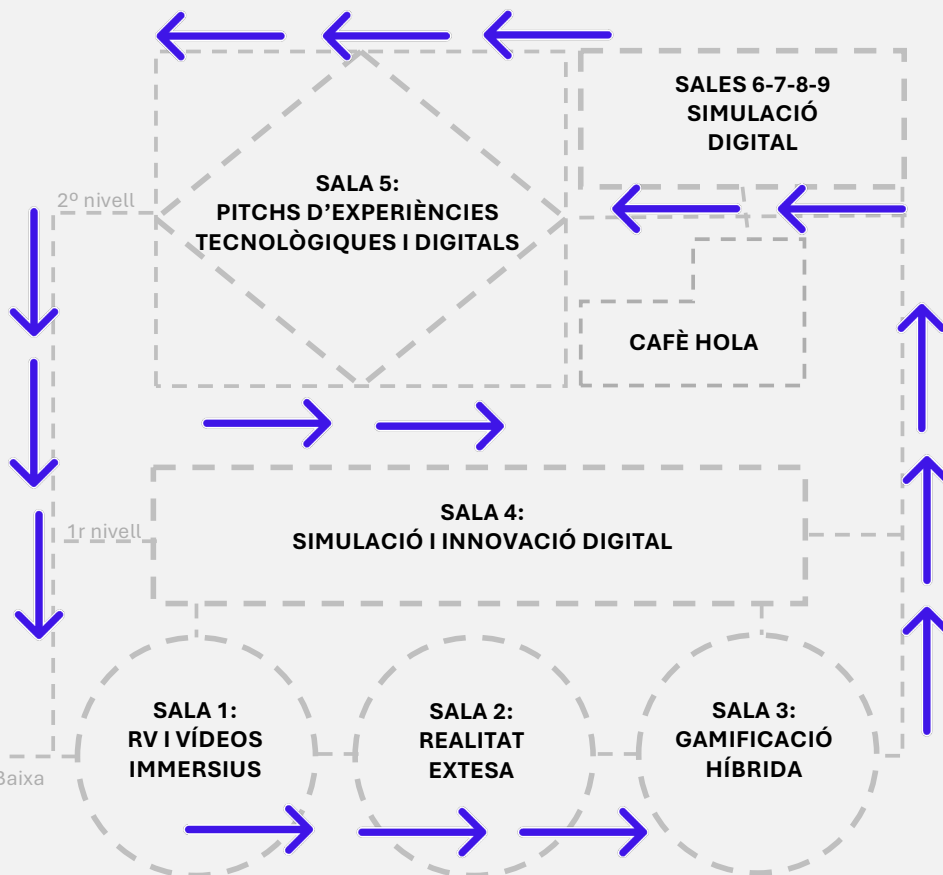 SALES 6-7-8-9
SIMULACIÓ
DIGITAL
2º nivell
SALA 5:
PITCHS D’EXPERIÈNCIES
TECNOLÒGIQUES I DIGITALS
CAFÈ HOLA
1r nivell
SALA 4:
SIMULACIÓ I INNOVACIÓ DIGITAL
SALA 1:
RV I VÍDEOS
IMMERSIUS
SALA 2:
REALITAT
EXTESA
SALA 3:
GAMIFICACIÓ
HÍBRIDA
Baixa